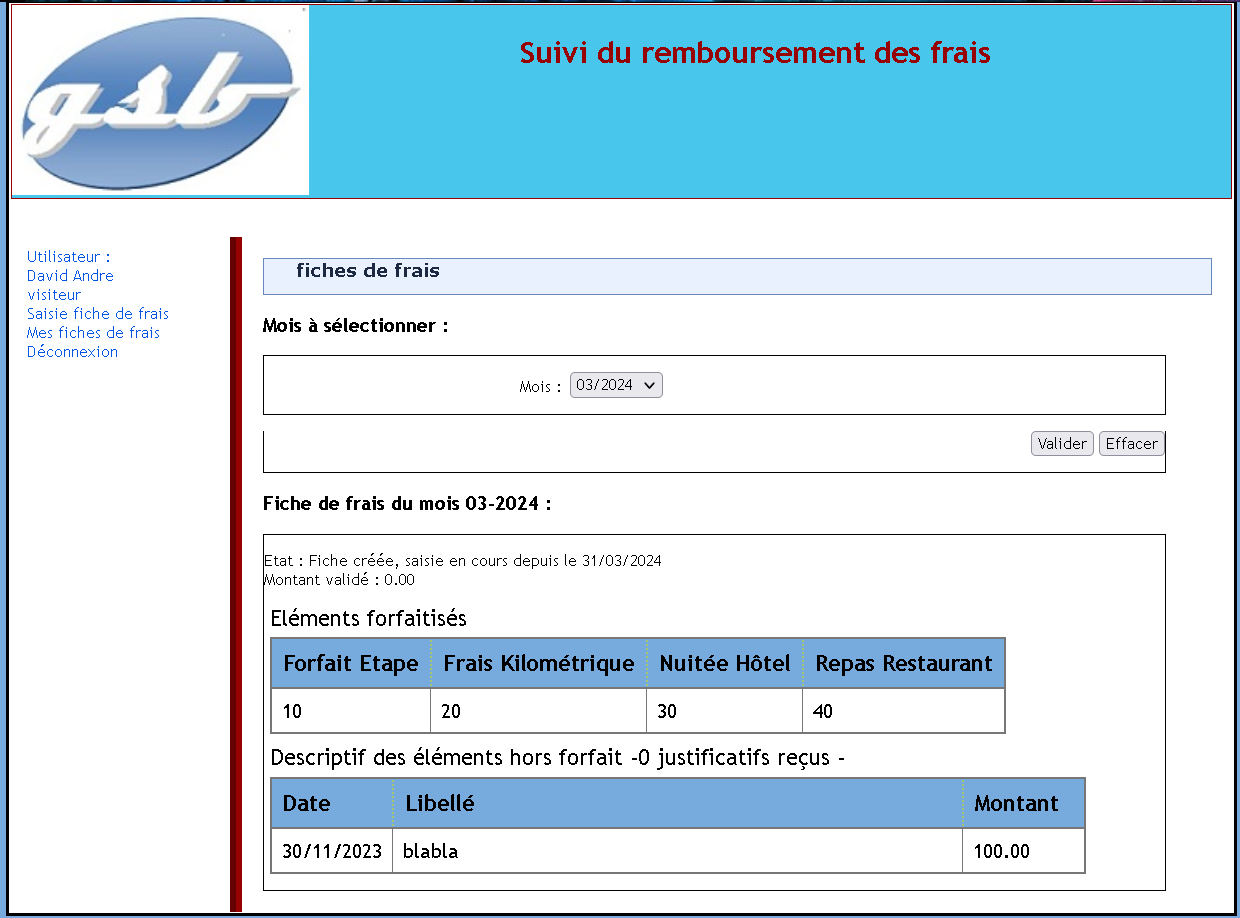 gsb
Suivi du remboursement des frais
Utilisateur :
David Andre
visiteur
Saisie fiche de frais
Mes fiches de frais
Déconnexion
fiches de frais
Mois à sélectionner :
Mois : 03/2024
Valider Effacer
Fiche de frais du mois 03-2024 :
Etat : Fiche créée, saisie en cours depuis le 31/03/2024
Montant validé : 0.00
Eléments forfaitisés
Forfait Etape Frais Kilométrique Nuitée Hôtel Repas Restaurant
10 20 30 40
Descriptif des éléments hors forfait -0 justificatifs reçus -
Date Libellé Montant
30/11/2023 blabla 100.00